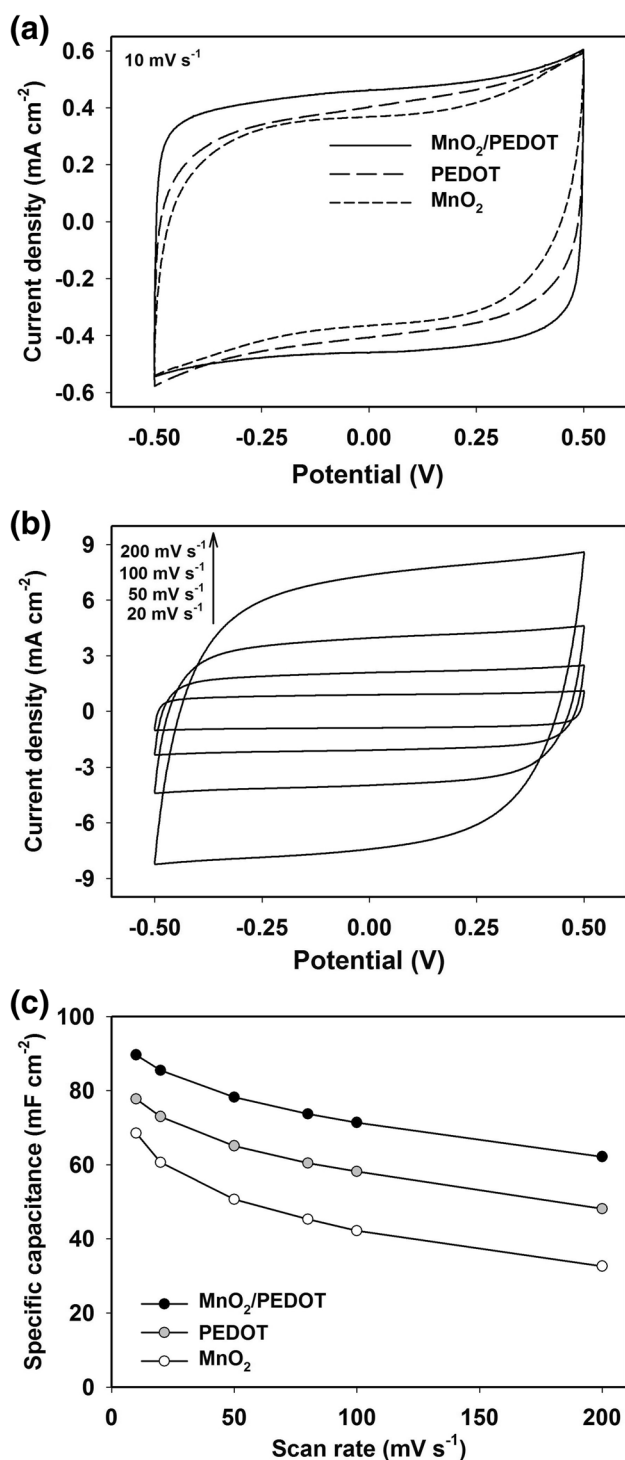 (a)
10 mV s⁻¹
Current density (mA cm⁻²)
0.6
0.4
0.2
0.0
-0.2
-0.4
-0.6
MnO₂/PEDOT
PEDOT
MnO₂
-0.50 -0.25 0.00 0.25 0.50
Potential (V)
(b)
200 mV s⁻¹
100 mV s⁻¹
50 mV s⁻¹
20 mV s⁻¹
Current density (mA cm⁻²)
9
6
3
0
-3
-6
-9
-0.50 -0.25 0.00 0.25 0.50
Potential (V)
(c)
Specific capacitance (mF cm⁻²)
100
80
60
40
20
0
MnO₂/PEDOT
PEDOT
MnO₂
0 50 100 150 200
Scan rate (mV s⁻¹)